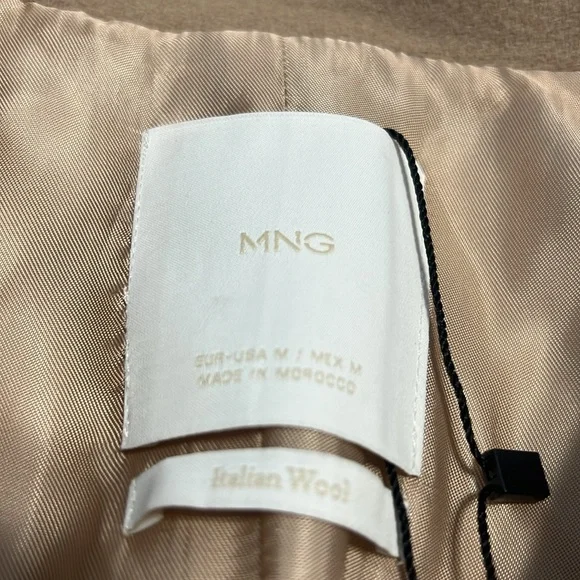 MNG
EUR-USA M / MEX M
MADE IN MOROCCO
Italian Wool